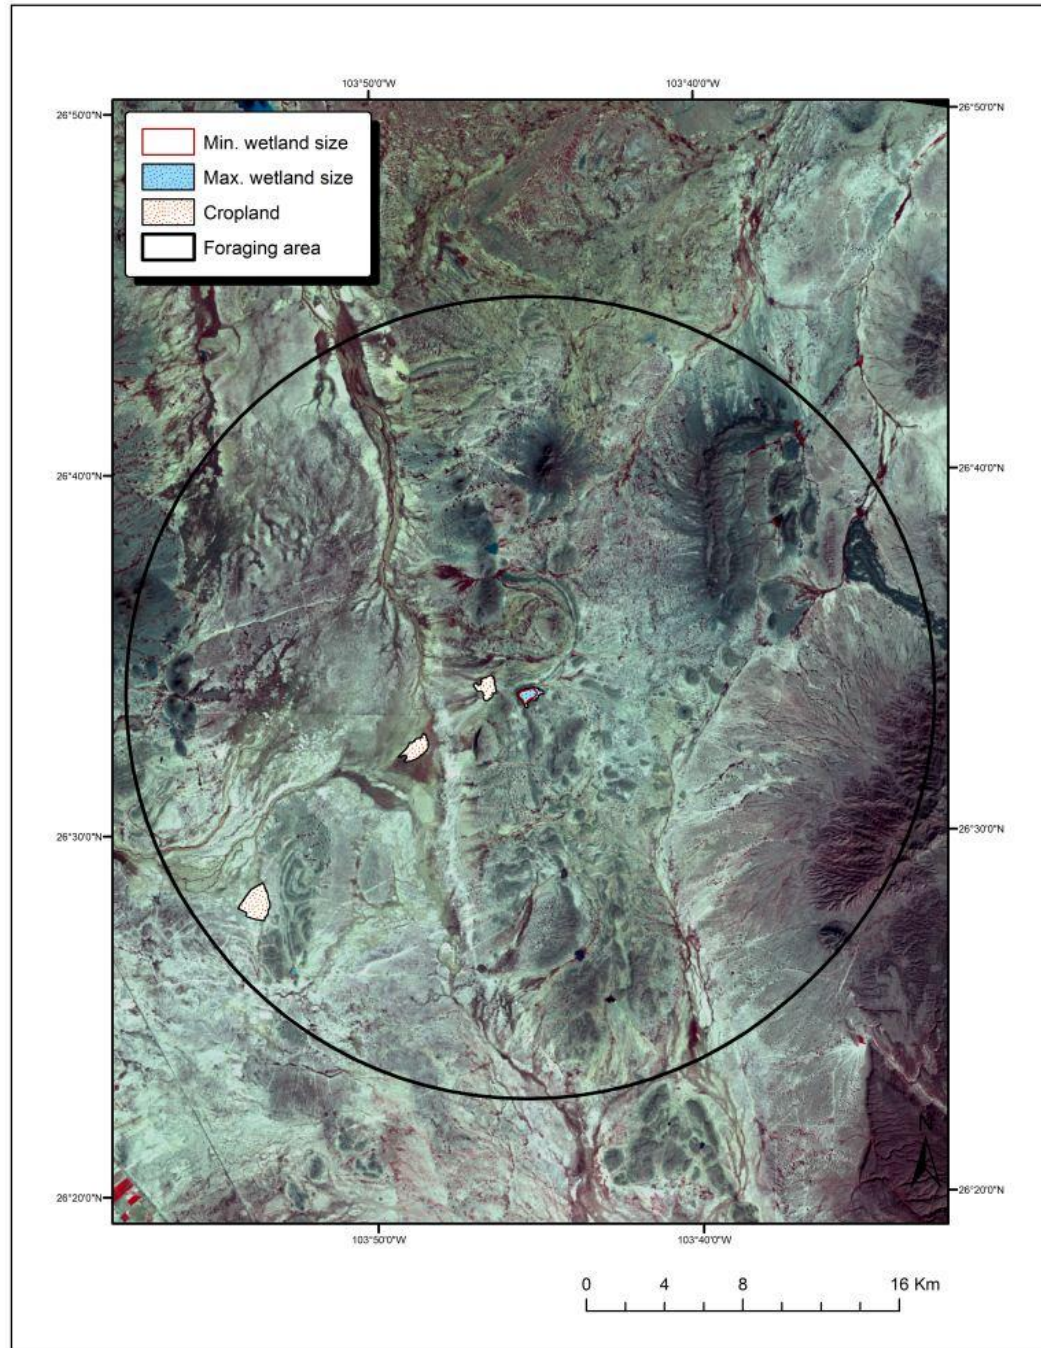 103°50'0"W 103°40'0"W
26°50'0"N 26°50'0"N
Min. wetland size
Max. wetland size
Cropland
Foraging area
26°40'0"N 26°40'0"N
26°30'0"N 26°30'0"N
N
26°20'0"N 26°20'0"N
103°50'0"W 103°40'0"W
0 4 8 16 Km